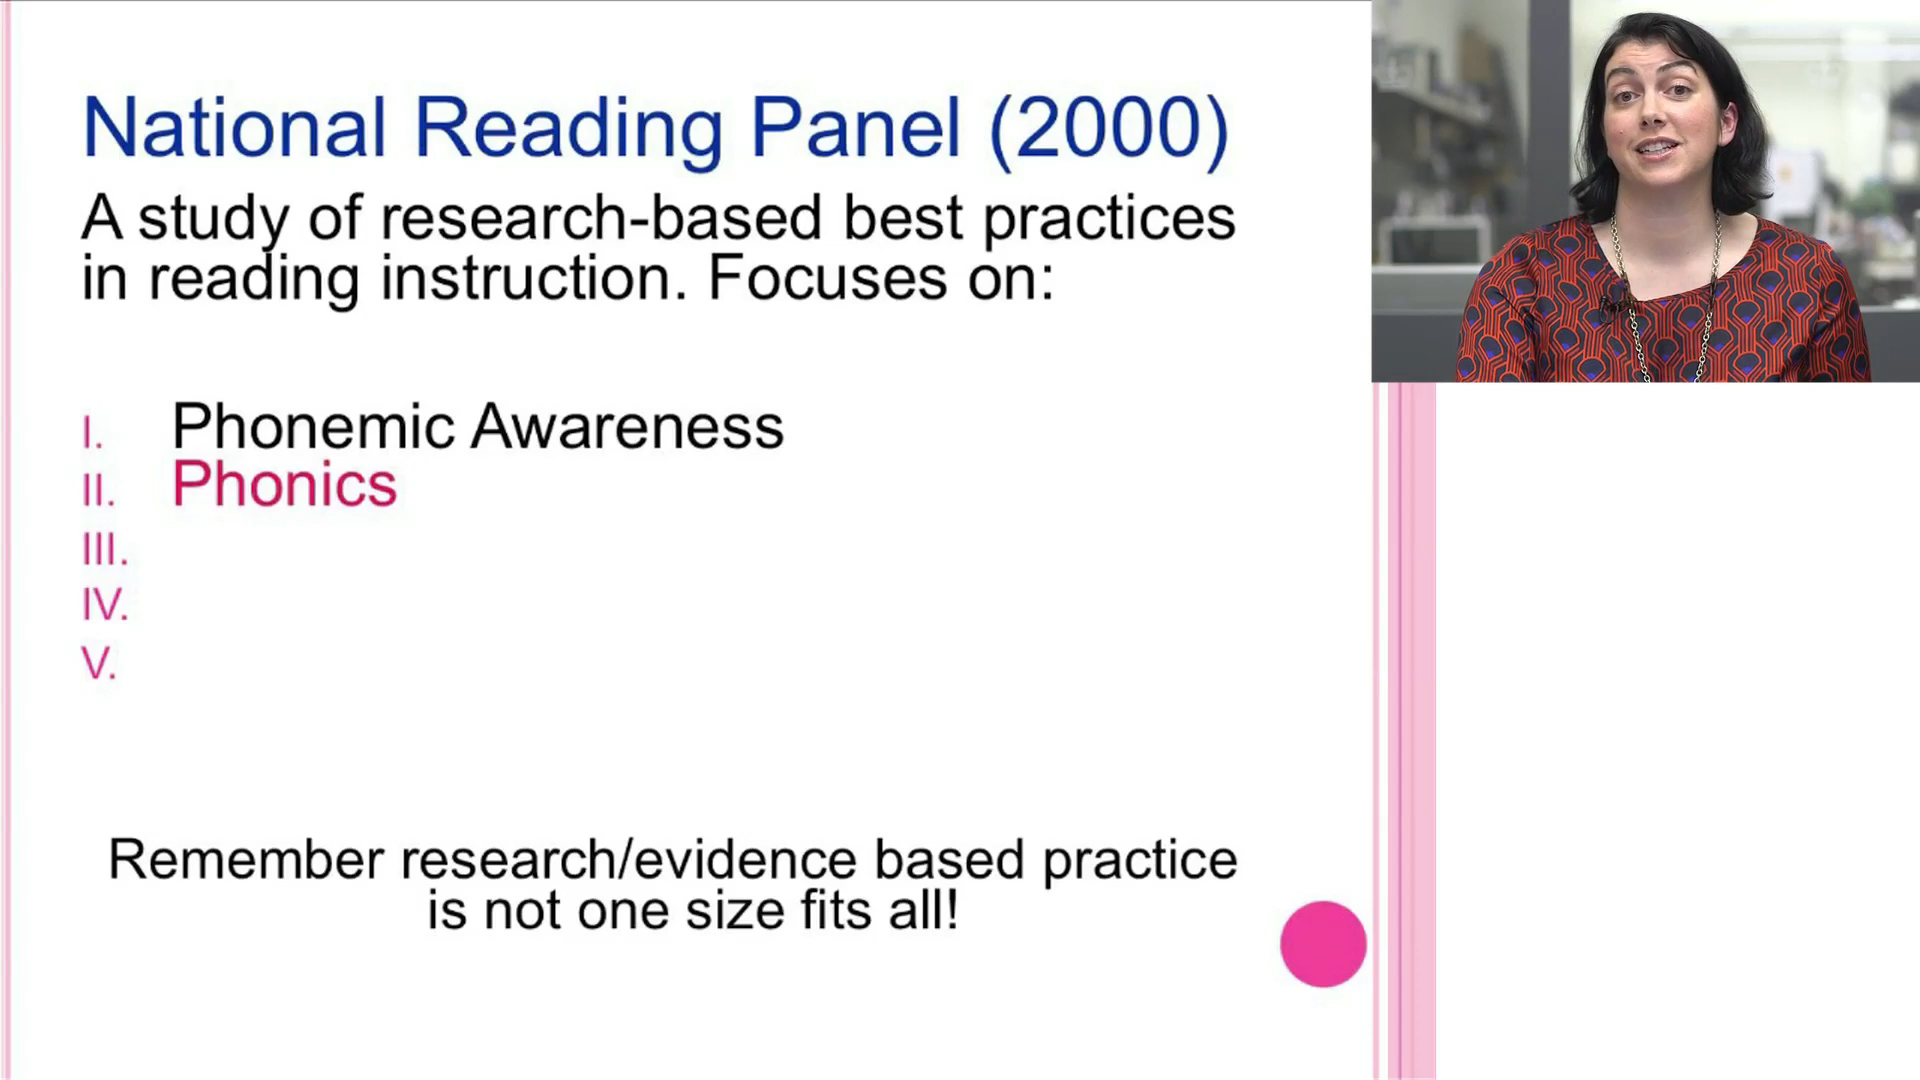 National Reading Panel (2000)
A study of research-based best practices
in reading instruction. Focuses on:
I. Phonemic Awareness
II. Phonics
III.
IV.
V.
Remember research/evidence based practice
is not one size fits all!